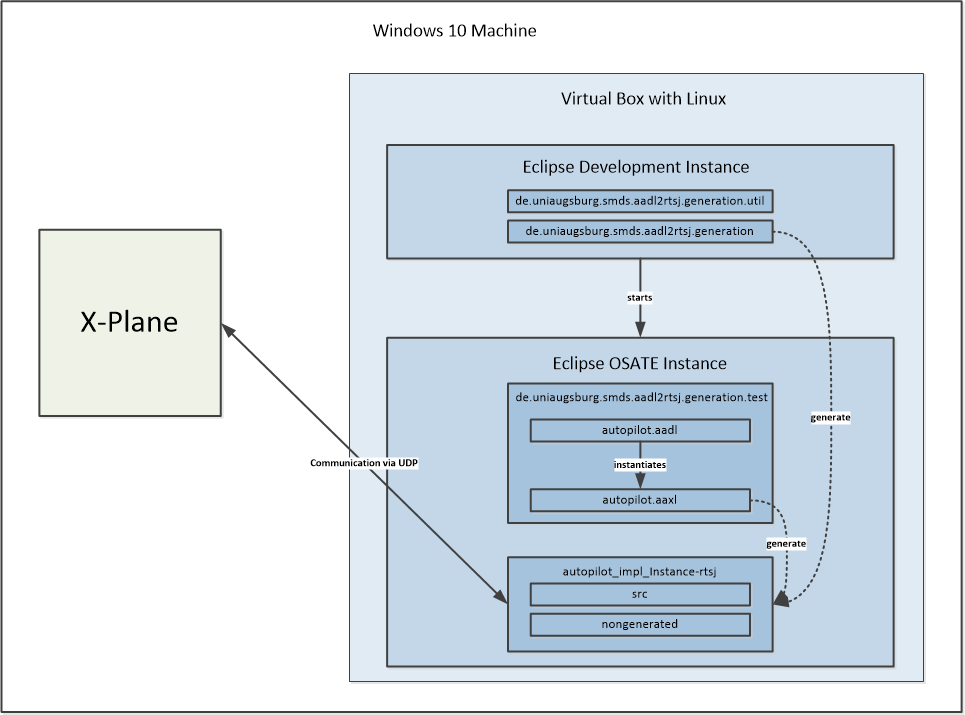 Windows 10 Machine
Virtual Box with Linux
Eclipse Development Instance
de.uniaugsburg.smds.aadl2rtsj.generation.util
de.uniaugsburg.smds.aadl2rtsj.generation
starts
X-Plane
Eclipse OSATE Instance
de.uniaugsburg.smds.aadl2rtsj.generation.test
generate
autopilot.aadl
Communication via UDP
instantiates
autopilot.aaxl
generate
autopilot_impl_Instance-rtsj
src
nongenerated